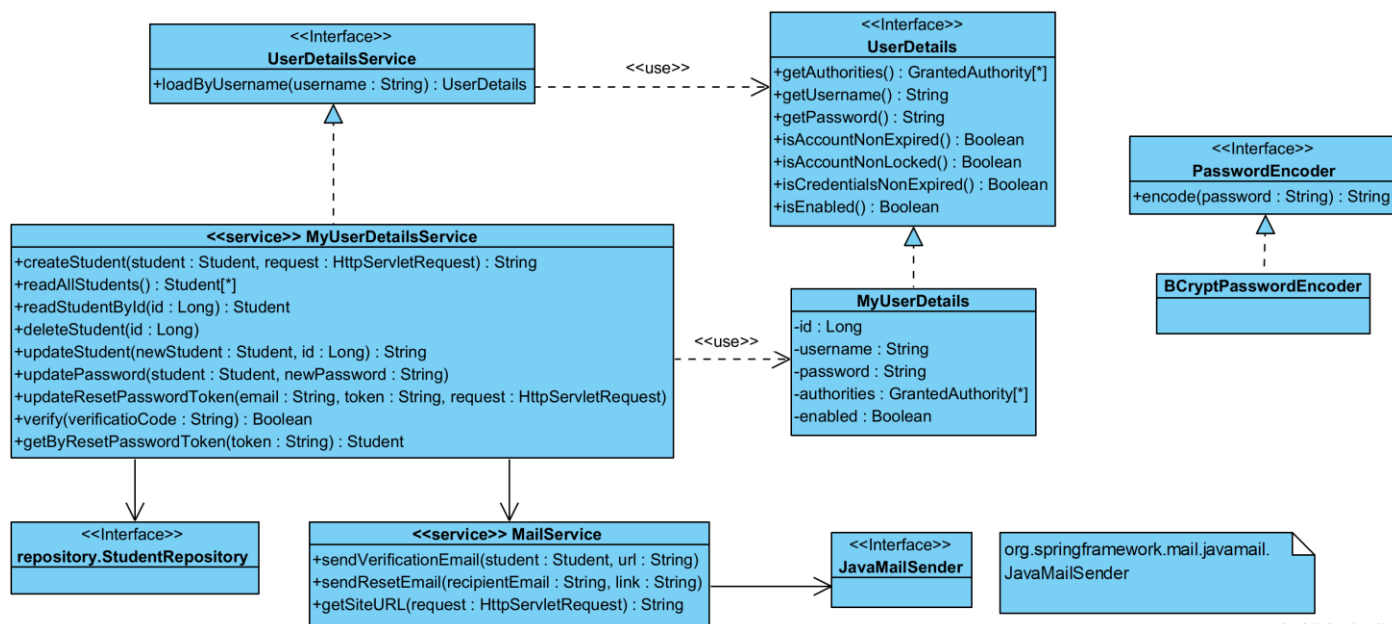 <<Interface>>
UserDetailsService
+loadByUsername(username : String) : UserDetails
<<use>>
<<Interface>>
UserDetails
+getAuthorities() : GrantedAuthority[*]
+getUsername() : String
+getPassword() : String
+isAccountNonExpired() : Boolean
+isAccountNonLocked() : Boolean
+isCredentialsNonExpired() : Boolean
+isEnabled() : Boolean
<<Interface>>
PasswordEncoder
+encode(password : String) : String
<<service>> MyUserDetailsService
+createStudent(student : Student, request : HttpServletRequest) : String
+readAllStudents() : Student[*]
+readStudentById(id : Long) : Student
+deleteStudent(id : Long)
+updateStudent(newStudent : Student, id : Long) : String
+updatePassword(student : Student, newPassword : String)
+updateResetPasswordToken(email : String, token : String, request : HttpServletRequest)
+verify(verificatioCode : String) : Boolean
+getByResetPasswordToken(token : String) : Student
<<use>>
MyUserDetails
-id : Long
-username : String
-password : String
-authorities : GrantedAuthority[*]
-enabled : Boolean
BCryptPasswordEncoder
<<Interface>>
repository.StudentRepository
<<service>> MailService
+sendVerificationEmail(student : Student, url : String)
+sendResetEmail(recipientEmail : String, link : String)
+getSiteURL(request : HttpServletRequest) : String
<<Interface>>
JavaMailSender
org.springframework.mail.javamail.
JavaMailSender